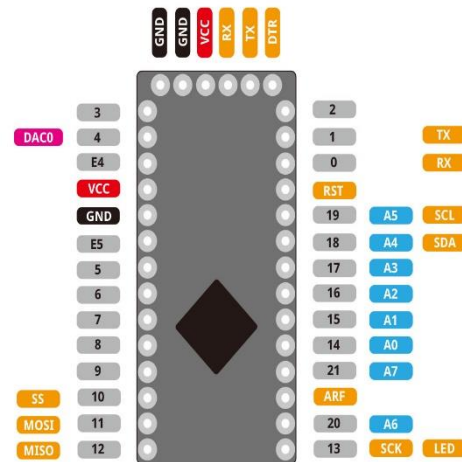 GND GND VCC RX TX DTR
3 2
DAC0 4 1 TX
E4 0 RX
VCC RST
GND 19 A5 SCL
E5 18 A4 SDA
5 17 A3
6 16 A2
7 15 A1
8 14 A0
9 21 A7
SS 10 ARF
MOSI 11 20 A6
MISO 12 13 SCK LED